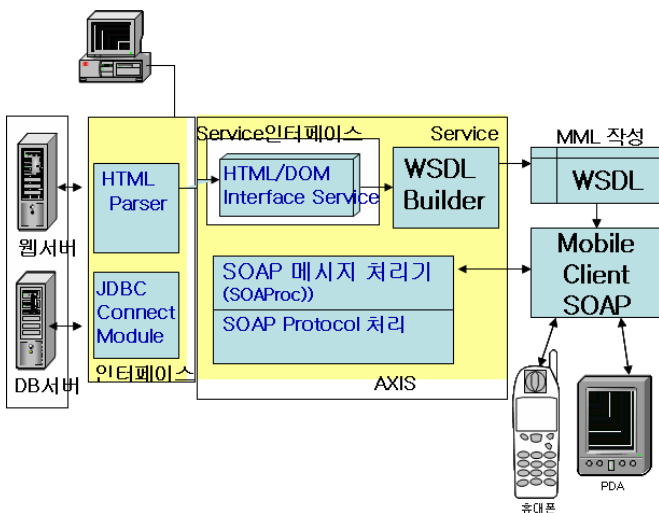 Service인터페이스
Service
MML 작성
HTML
Parser
HTML/DOM
Interface Service
WSDL
Builder
WSDL
웹서버
Mobile
Client
SOAP
SOAP 메시지 처리기
(SOAProc))
SOAP Protocol 처리
JDBC
Connect
Module
DB서버
인터페이스
AXIS
휴대폰
PDA